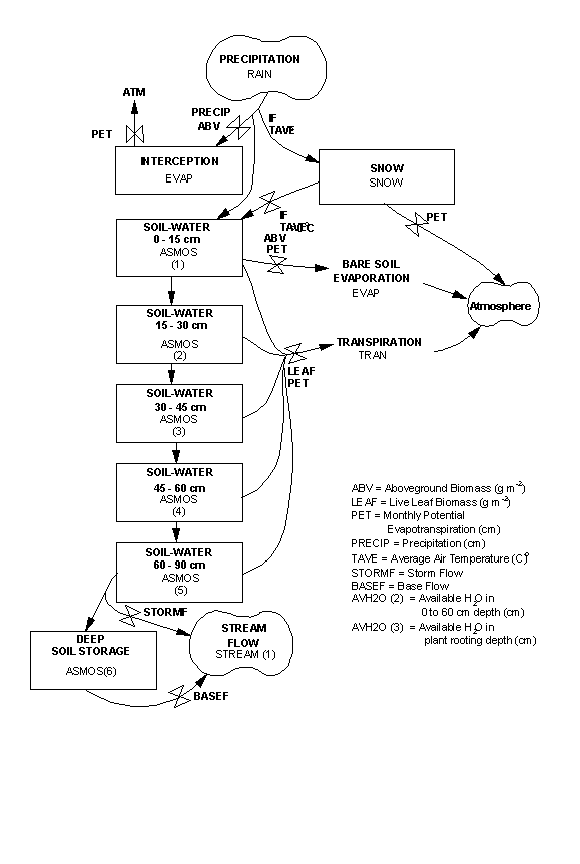 PRECIPITATION
RAIN
ATM
PRECIP
ABV
IF
TAVE
PET
INTERCEPTION
EVAP
SNOW
SNOW
PET
IF
TAVE
ABV
PET
SOIL-WATER
0 - 15 cm
ASMOS
(1)
BARE SOIL
EVAPORATION
EVAP
Atmosphere
SOIL-WATER
15 - 30 cm
ASMOS
(2)
TRANSPIRATION
TRAN
LEAF
PET
SOIL-WATER
30 - 45 cm
ASMOS
(3)
SOIL-WATER
45 - 60 cm
ASMOS
(4)
SOIL-WATER
60 - 90 cm
ASMOS
(5)
STORMF
DEEP
SOIL STORAGE
ASMOS(6)
STREAM
FLOW
STREAM (1)
BASEF
ABV = Aboveground Biomass (g m⁻²)
LEAF = Live Leaf Biomass (g m⁻²)
PET = Monthly Potential
Evapotranspiration (cm)
PRECIP = Precipitation (cm)
TAVE = Average Air Temperature (C)°
STORMF = Storm Flow
BASEF = Base Flow
AVH2O (2) = Available H₂O in
0 to 60 cm depth (cm)
AVH2O (3) = Available H₂O in
plant rooting depth (cm)